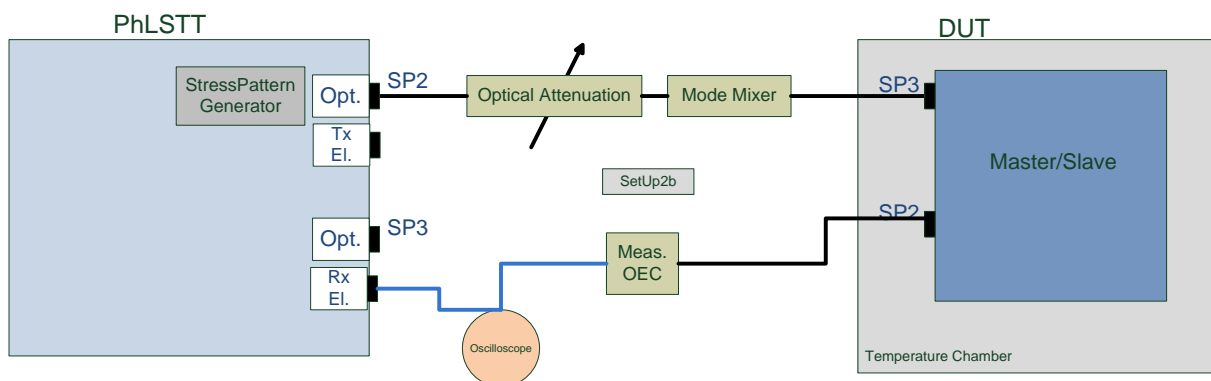 PhLSTT
DUT
StressPattern
Generator
Opt.
SP2
Optical Attenuation
Mode Mixer
SP3
Tx
El.
Master/Slave
SetUp2b
SP2
Opt.
SP3
Meas.
OEC
Rx
El.
Oscilloscope
Temperature Chamber